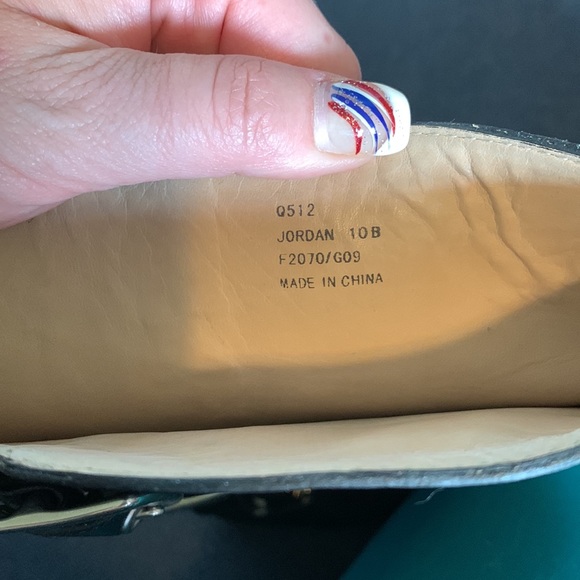 Q512
JORDAN 10B
F2070/G09
MADE IN CHINA